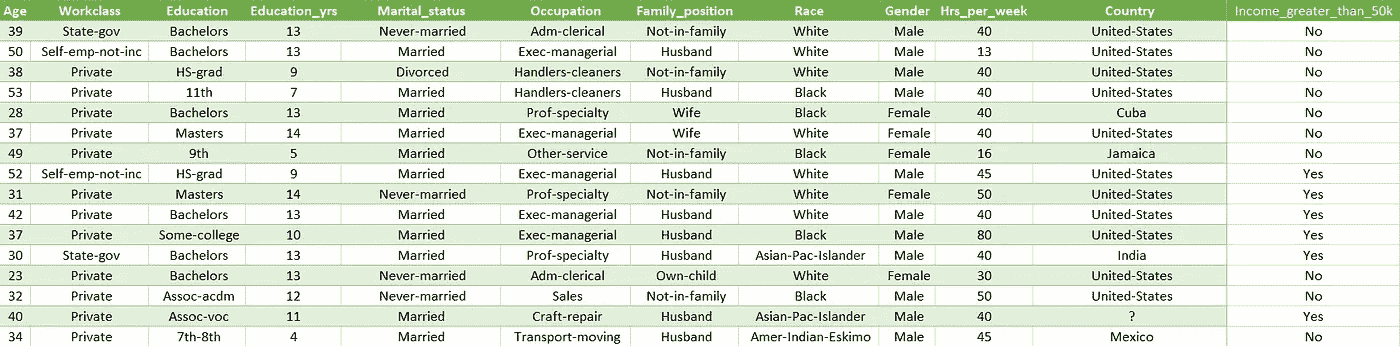 Age Workclass Education Education_yrs Marital_status Occupation Family_position Race Gender Hrs_per_week Country Income_greater_than_50k
39 State-gov Bachelors 13 Never-married Adm-clerical Not-in-family White Male 40 United-States No
50 Self-emp-not-inc Bachelors 13 Married Exec-managerial Husband White Male 13 United-States No
38 Private HS-grad 9 Divorced Handlers-cleaners Not-in-family White Male 40 United-States No
53 Private 11th 7 Married Handlers-cleaners Husband Black Male 40 United-States No
28 Private Bachelors 13 Married Prof-specialty Wife Black Female 40 Cuba No
37 Private Masters 14 Married Exec-managerial Wife White Female 40 United-States No
49 Private 9th 5 Married Other-service Not-in-family Black Female 16 Jamaica No
52 Self-emp-not-inc HS-grad 9 Married Exec-managerial Husband White Male 45 United-States Yes
31 Private Masters 14 Never-married Prof-specialty Not-in-family White Female 50 United-States Yes
42 Private Bachelors 13 Married Exec-managerial Husband White Male 40 United-States Yes
37 Private Some-college 10 Married Exec-managerial Husband Black Male 80 United-States Yes
30 State-gov Bachelors 13 Married Prof-specialty Husband Asian-Pac-Islander Male 40 India Yes
23 Private Bachelors 13 Never-married Adm-clerical Own-child White Female 30 United-States No
32 Private Assoc-acdm 12 Never-married Sales Not-in-family Black Male 50 United-States No
40 Private Assoc-voc 11 Married Craft-repair Husband Asian-Pac-Islander Male 40 ? Yes
34 Private 7th-8th 4 Married Transport-moving Husband Amer-Indian-Eskimo Male 45 Mexico No